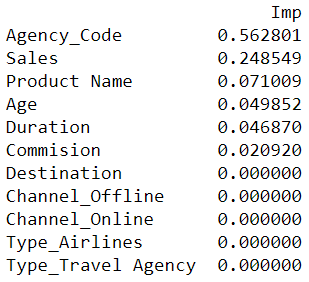 Imp
Agency_Code 0.562801
Sales 0.248549
Product Name 0.071009
Age 0.049852
Duration 0.046870
Commision 0.020920
Destination 0.000000
Channel_Offline 0.000000
Channel_Online 0.000000
Type_Airlines 0.000000
Type_Travel Agency 0.000000